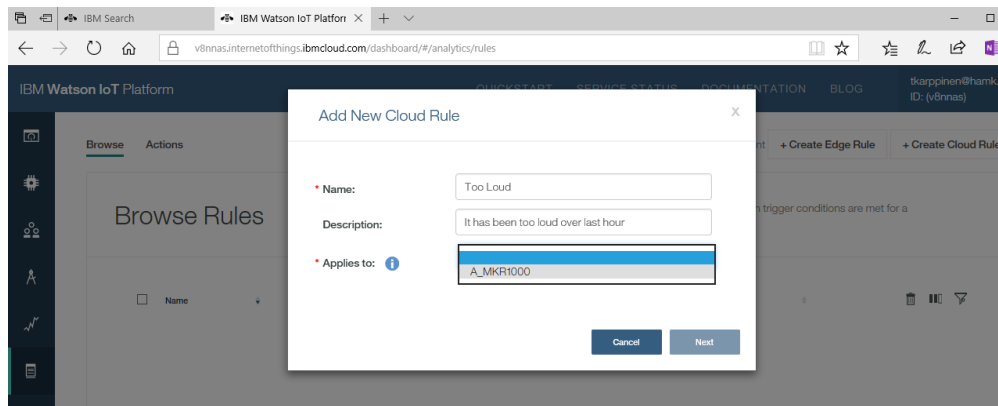 IBM Search
IBM Watson IoT Platforr
v8nnas.internetofthings.ibmcloud.com/dashboard/#/analytics/rules
IBM Watson IoT Platform
QUICKSTART SERVICE STATUS DOCUMENTATION BLOG
tkarppinen@hamk.
ID: (v8nnas)
Add New Cloud Rule
X
Browse Actions
nt + Create Edge Rule + Create Cloud Rule
* Name: Too Loud
Browse Rules
n trigger conditions are met for a
Description: It has been too loud over last hour
* Applies to:
A_MKR1000
Name
Cancel Next